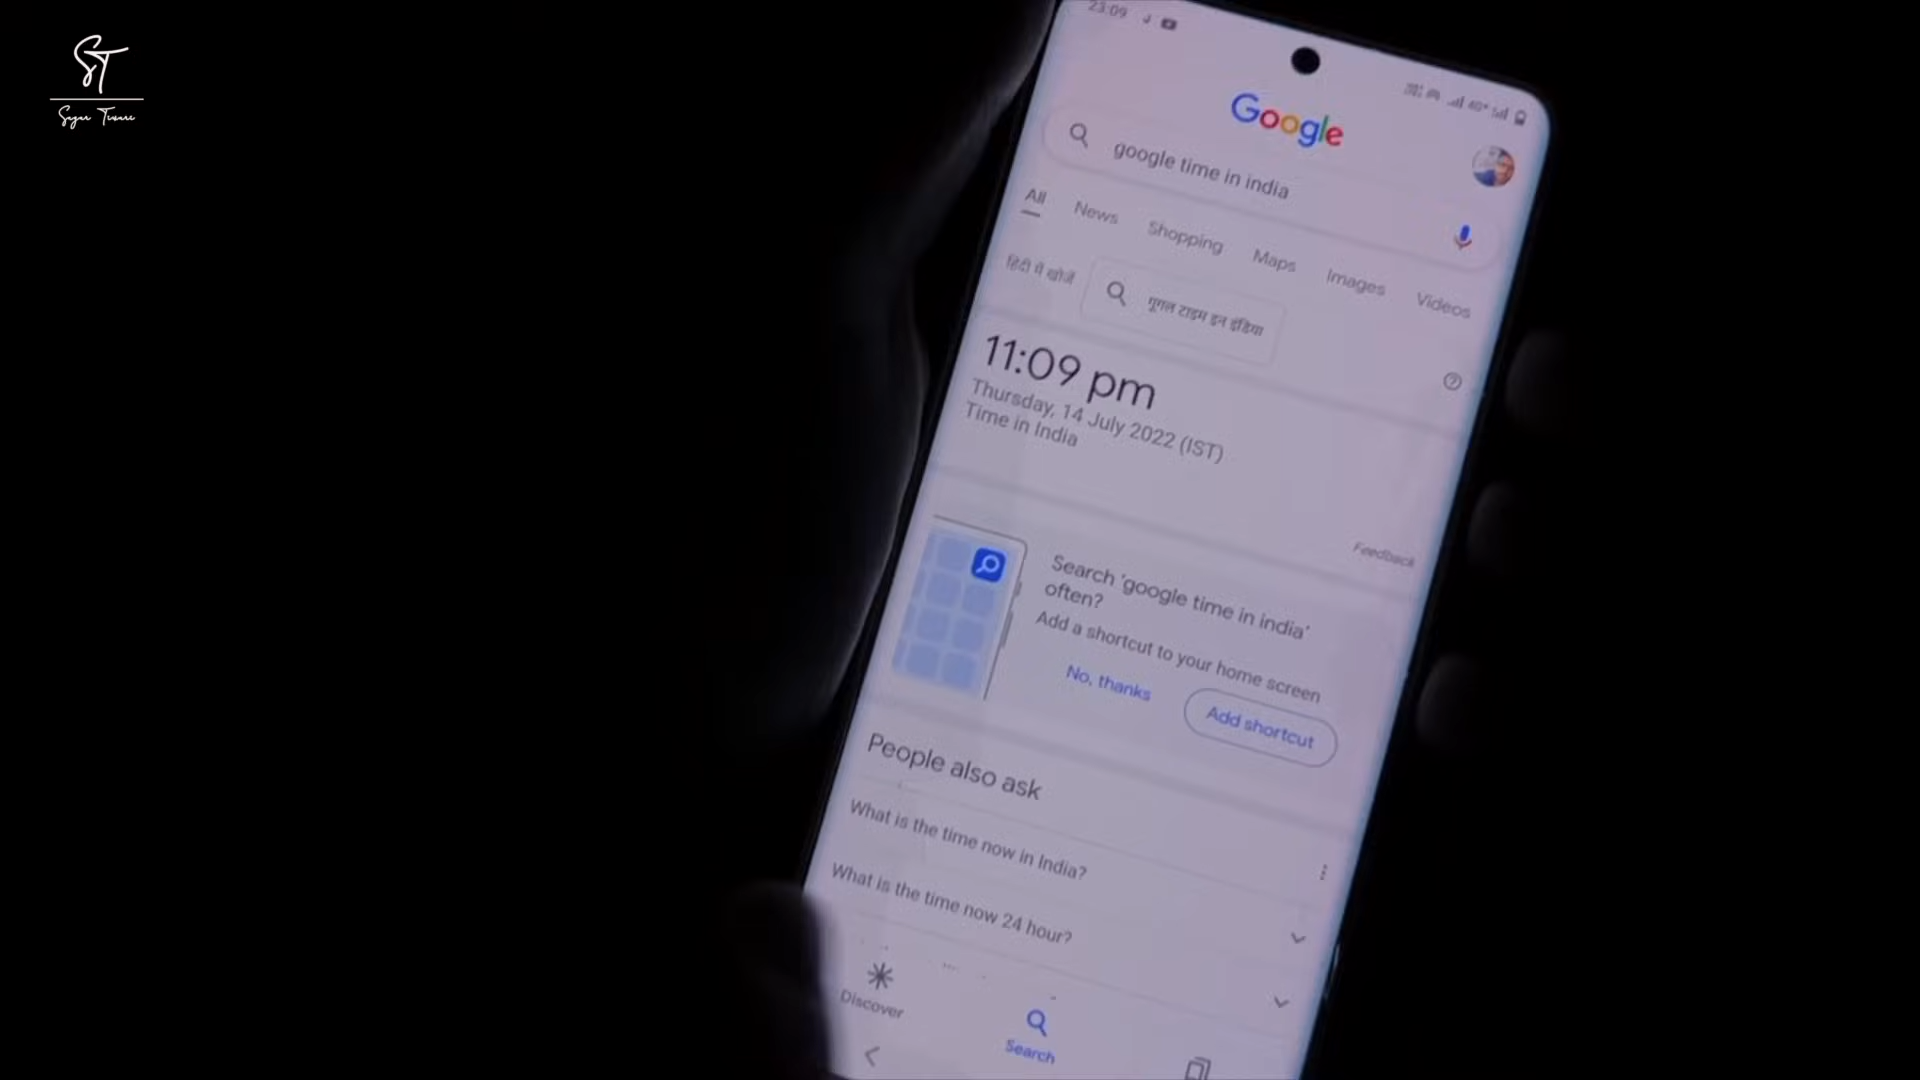 ST
23:09
Google
google time in india
All News Shopping Maps Images Videos
हिंदी में खोजें गूगल टाइम इन इंडिया
11:09 pm
Thursday, 14 July 2022 (IST)
Time in India
Feedback
Search 'google time in india'
often?
Add a shortcut to your home screen
No, thanks Add shortcut
People also ask
What is the time now in India?
What is the time now 24 hour?
Discover
Search